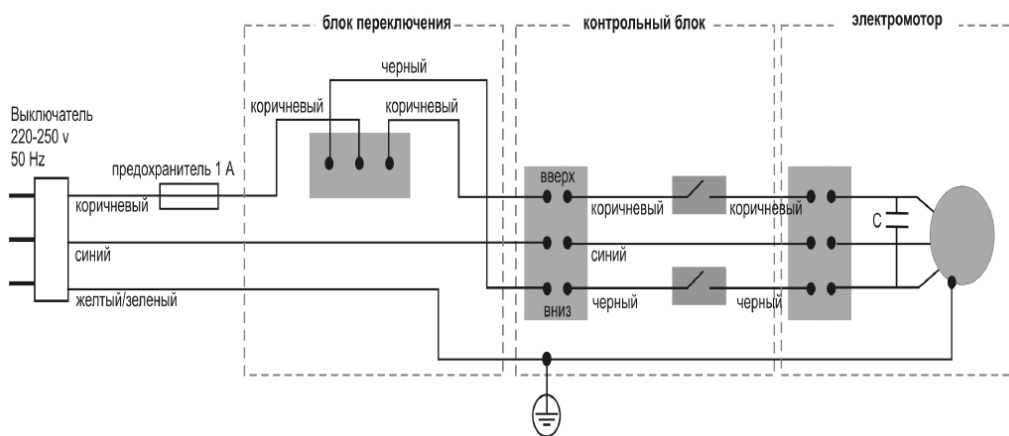 блок переключения
контрольный блок
электромотор
черный
коричневый
коричневый
Выключатель
220-250 v
50 Hz
предохранитель 1 А
коричневый
вверх
коричневый
коричневый
С
синий
синий
желтый/зеленый
черный
черный
вниз